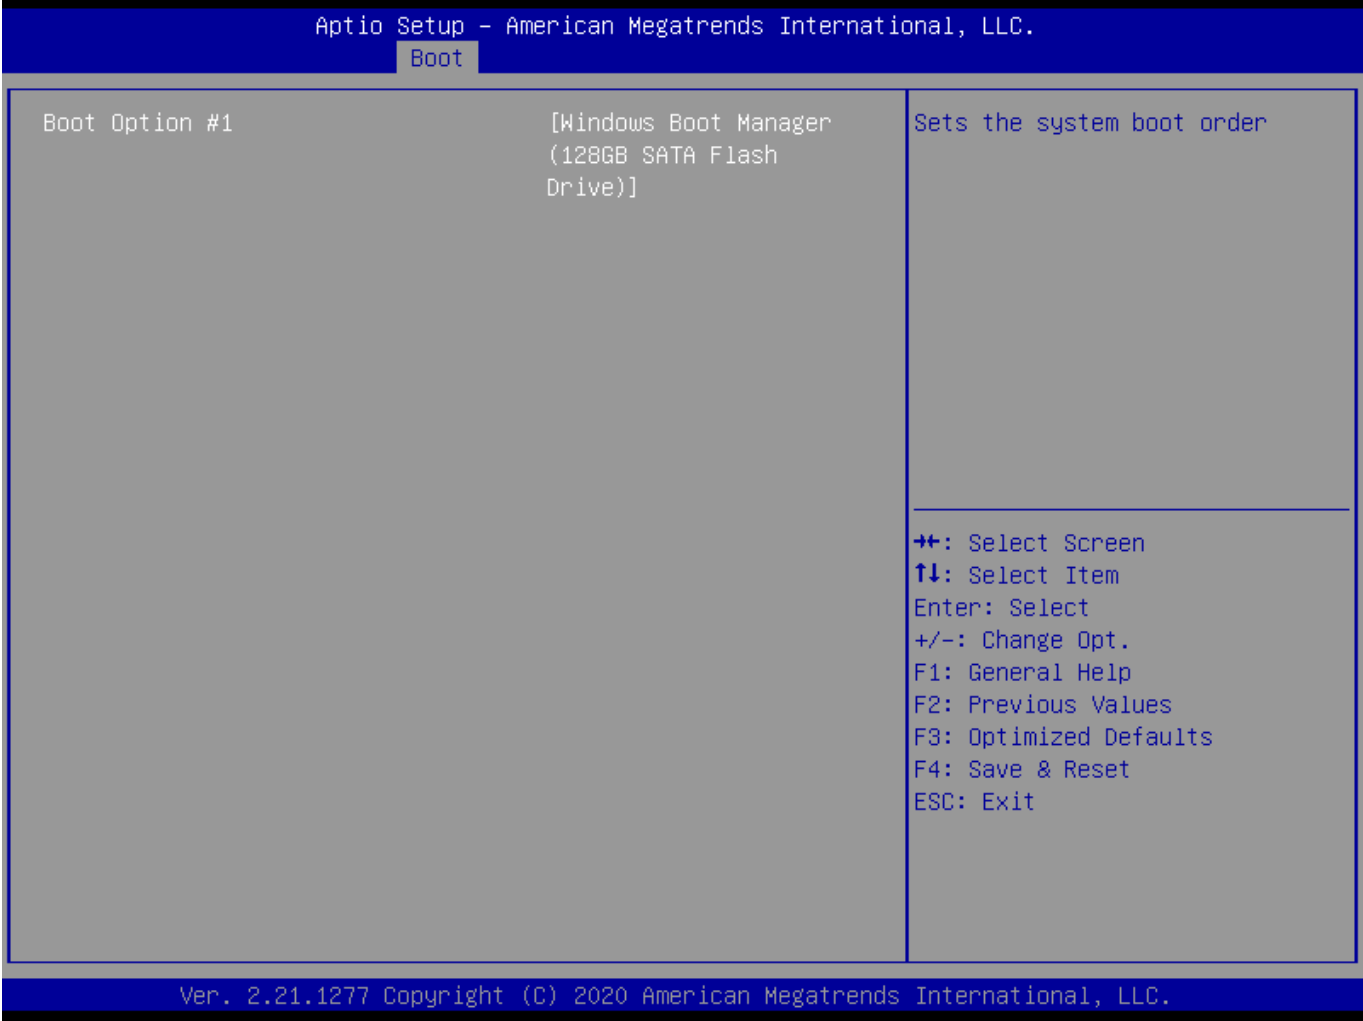 Aptio Setup – American Megatrends International, LLC.
Boot
Boot Option #1
[Windows Boot Manager
(128GB SATA Flash
Drive)]
Sets the system boot order
→←: Select Screen
↑↓: Select Item
Enter: Select
+/-: Change Opt.
F1: General Help
F2: Previous Values
F3: Optimized Defaults
F4: Save & Reset
ESC: Exit
Ver. 2.21.1277 Copyright (C) 2020 American Megatrends International, LLC.